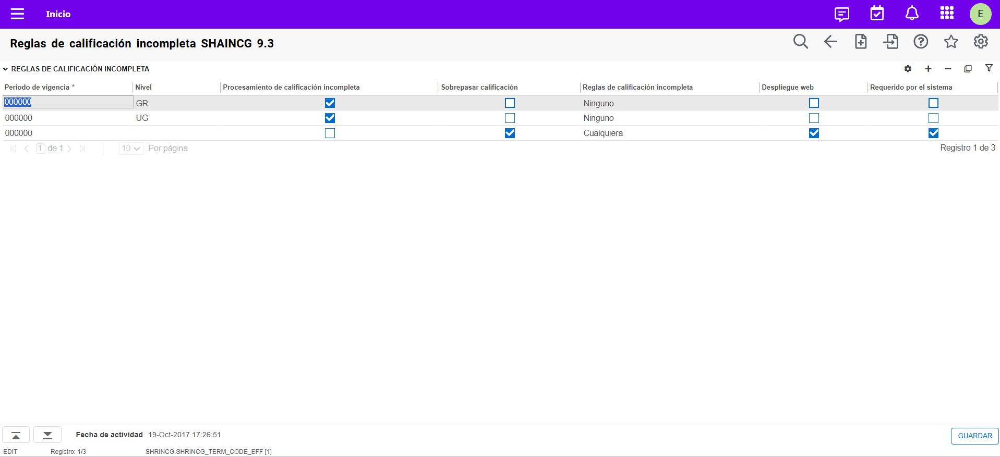 Inicio
E
Reglas de calificación incompleta SHAINCG 9.3
REGLAS DE CALIFICACIÓN INCOMPLETA
Periodo de vigencia * Nivel Procesamiento de calificación incompleta Sobrepasar calificación Reglas de calificación incompleta Despliegue web Requerido por el sistema
000000 GR Ninguno
000000 UG Ninguno
000000 Cualquiera
1 de 1 10 Por página Registro 1 de 3
Fecha de actividad 19-Oct-2017 17:26:51 GUARDAR
EDIT Registro: 1/3 SHRINCG.SHRINCG_TERM_CODE_EFF [1]